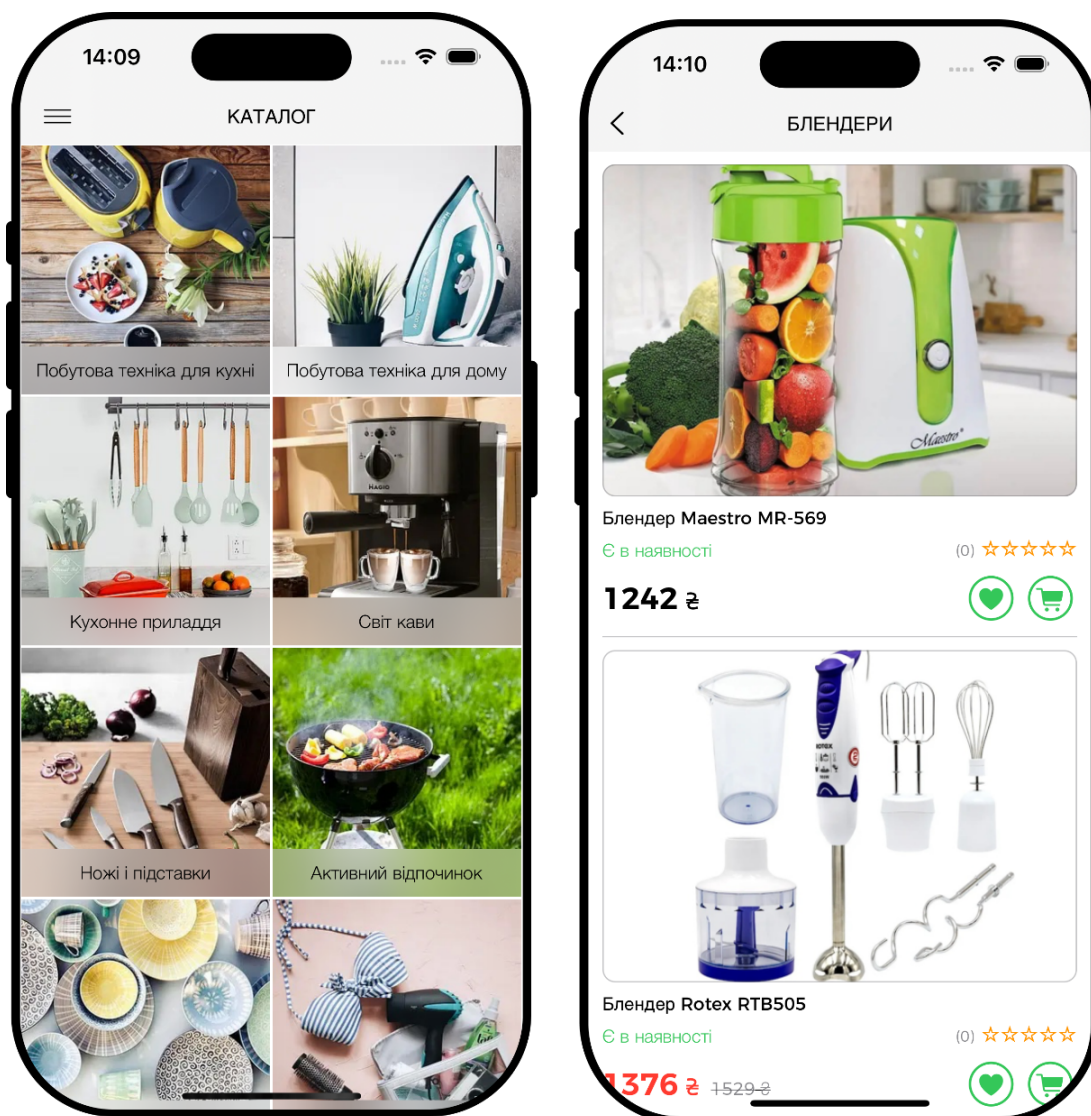 14:09
КАТАЛОГ
Побутова техніка для кухні
Побутова техніка для дому
MAGIO
Кухонне приладдя
Світ кави
Ножі і підставки
Активний відпочинок
14:10
БЛЕНДЕРИ
Maestro
Блендер Maestro MR-569
Є в наявності
(0)
1242 ₴
ROTEX
Блендер Rotex RTB505
Є в наявності
(0)
1376 ₴ 1529 ₴